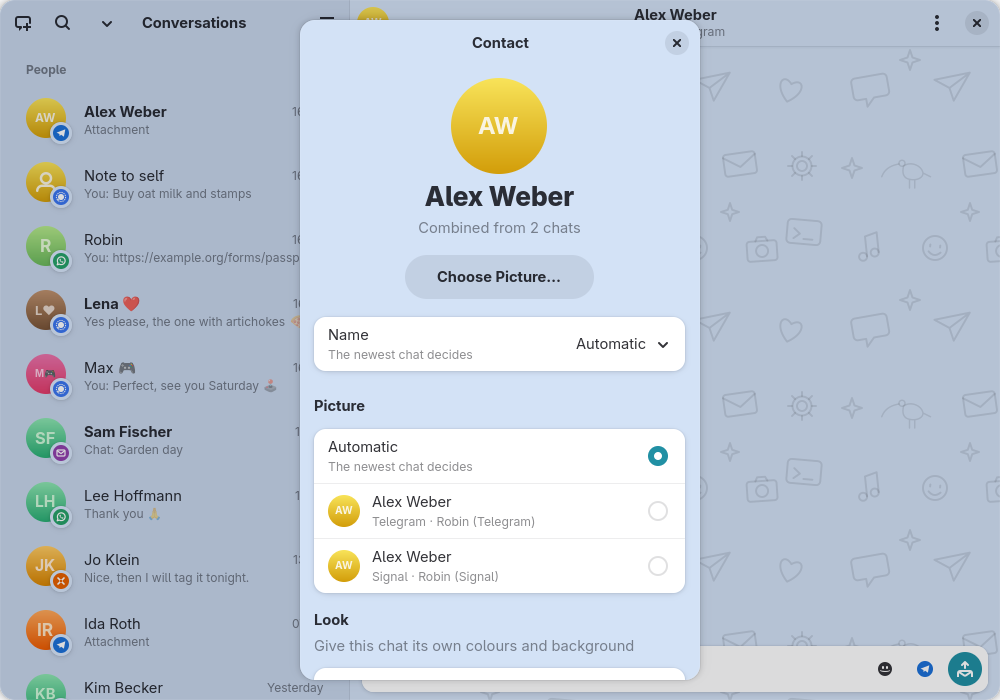 Conversations
Alex Weber
People
AW
Alex Weber
Attachment
Note to self
You: Buy oat milk and stamps
R
Robin
You: https://example.org/forms/passp
L❤
Lena ❤️
Yes please, the one with artichokes
M🎮
Max 🎮
You: Perfect, see you Saturday 🕹️
SF
Sam Fischer
Chat: Garden day
LH
Lee Hoffmann
Thank you 🙏
JK
Jo Klein
Nice, then I will tag it tonight.
IR
Ida Roth
Attachment
KB
Kim Becker
Yesterday
Contact
AW
Alex Weber
Combined from 2 chats
Choose Picture...
Name
The newest chat decides
Automatic
Picture
Automatic
The newest chat decides
AW
Alex Weber
Telegram · Robin (Telegram)
AW
Alex Weber
Signal · Robin (Signal)
Look
Give this chat its own colours and background